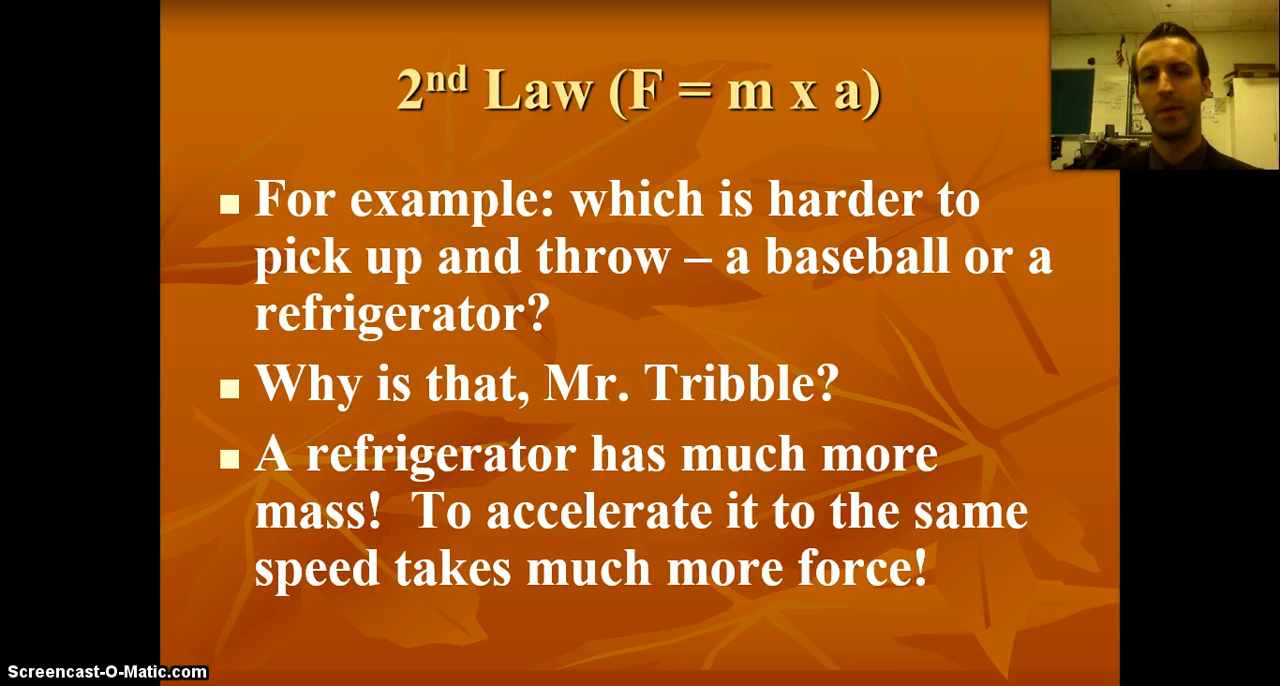 2nd Law (F = m x a)
For example: which is harder to
pick up and throw – a baseball or a
refrigerator?
Why is that, Mr. Tribble?
A refrigerator has much more
mass!  To accelerate it to the same
speed takes much more force!
Screencast-O-Matic.com